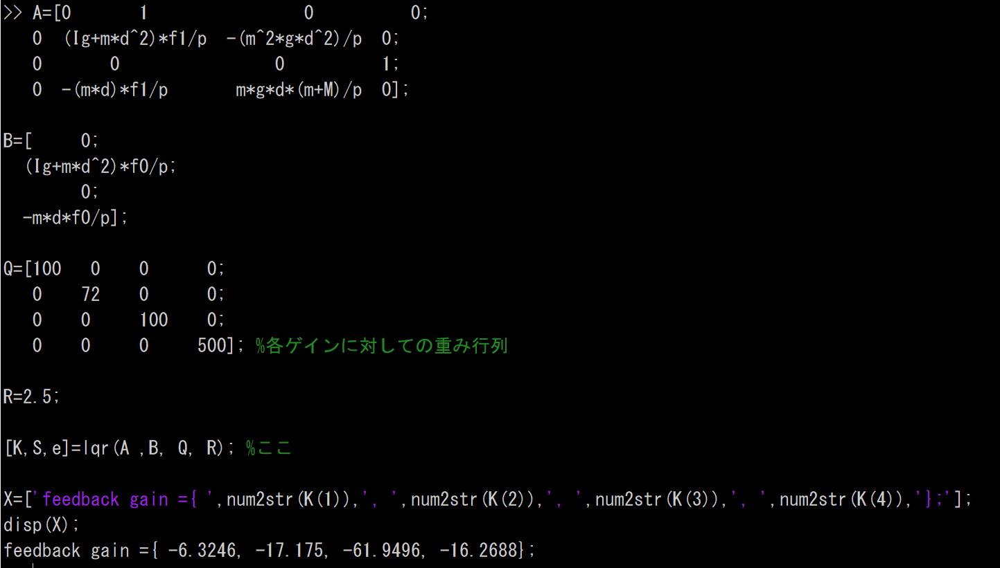 >> A=[0 1 0 0;
0 (Ig+m*d^2)*f1/p -(m^2*g*d^2)/p 0;
0 0 0 1;
0 -(m*d)*f1/p m*g*d*(m+M)/p 0];
B=[ 0;
(Ig+m*d^2)*f0/p;
0;
-m*d*f0/p];
Q=[100 0 0 0;
0 72 0 0;
0 0 100 0;
0 0 0 500]; %各ゲインに対しての重み行列
R=2.5;
[K,S,e]=lqr(A ,B, Q, R); %ここ
X=['feedback gain ={ ',num2str(K(1)),', ',num2str(K(2)),', ',num2str(K(3)),', ',num2str(K(4)),'};'];
disp(X);
feedback gain ={ -6.3246, -17.175, -61.9496, -16.2688};